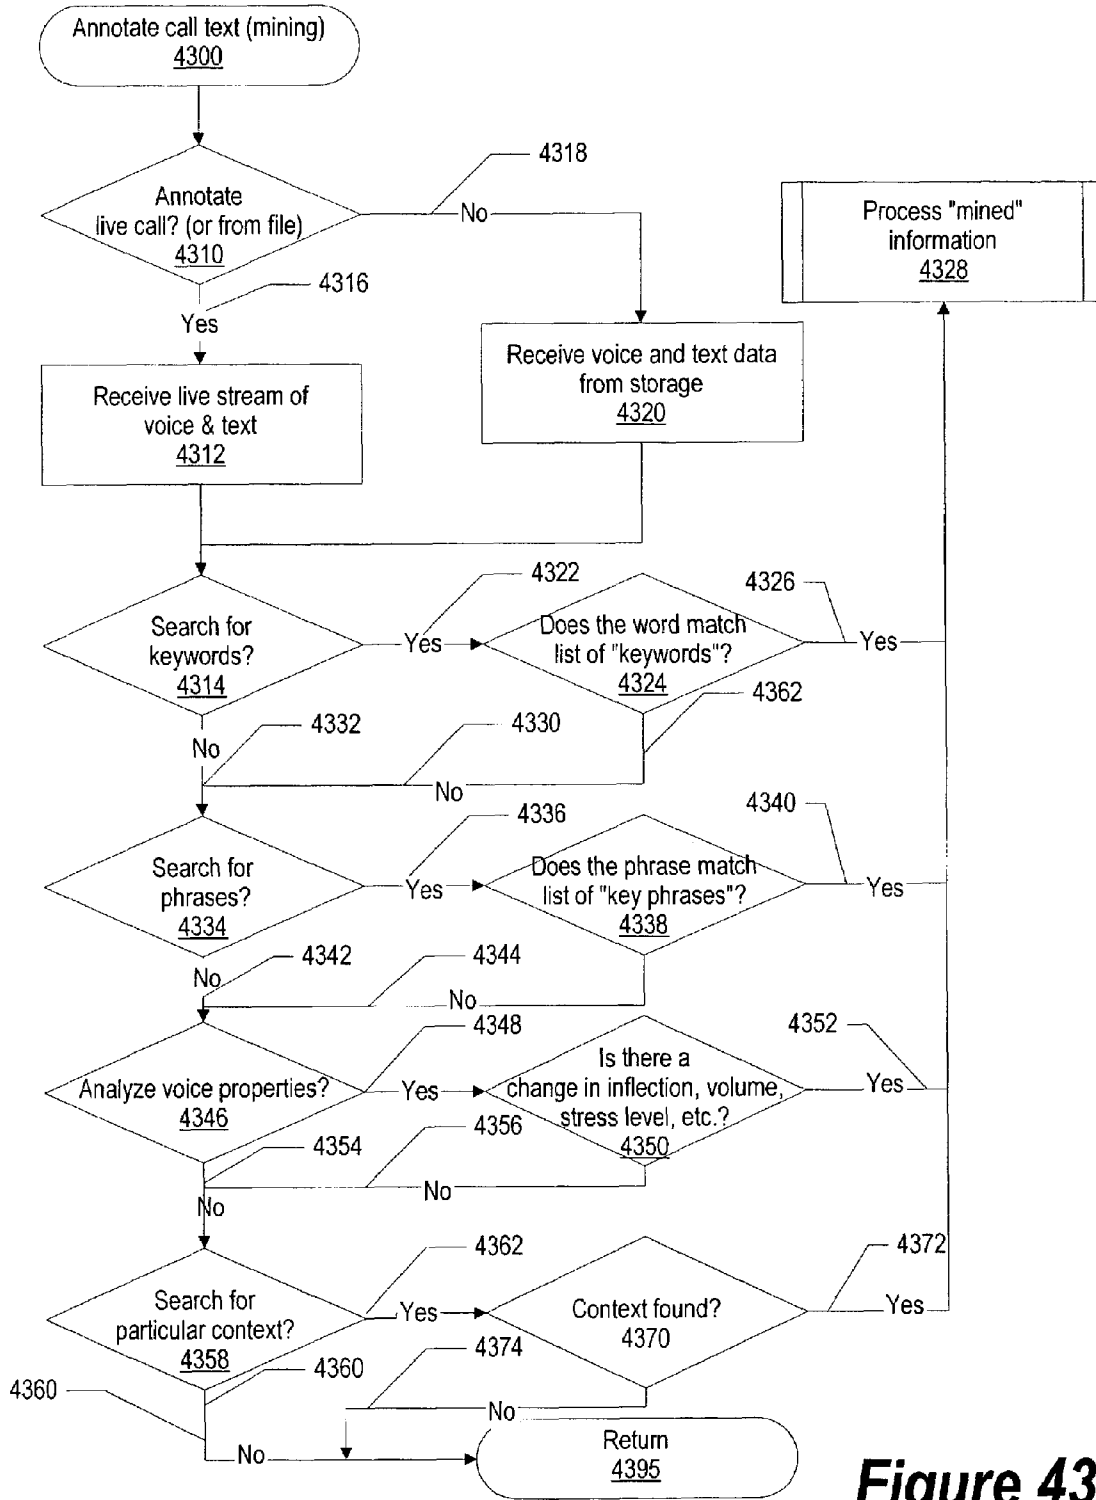 Annotate call text (mining)
4300
4318
Annotate
live call? (or from file)
4310
No
Process "mined"
information
4328
4316
Yes
Receive voice and text data
from storage
4320
Receive live stream of
voice & text
4312
4322
4326
Search for
keywords?
4314
Yes
Does the word match
list of "keywords"?
4324
Yes
4362
4332
4330
No
No
4336
4340
Search for
phrases?
4334
Yes
Does the phrase match
list of "key phrases"?
4338
Yes
4342
4344
No
No
4348
4352
Analyze voice properties?
4346
Yes
Is there a
change in inflection, volume,
stress level, etc.?
4350
Yes
4354
4356
No
No
4362
4372
Search for
particular context?
4358
Yes
Context found?
4370
Yes
4360
4360
4374
No
No
Return
4395
Figure 43